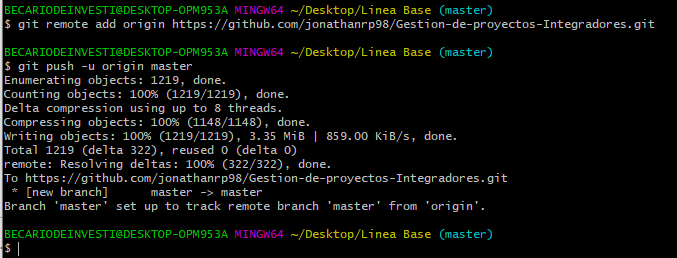 BECARIODEINVESTI@DESKTOP-OPM953A MINGW64 ~/Desktop/Linea Base (master)
$ git remote add origin https://github.com/jonathanrp98/Gestion-de-proyectos-Integradores.git
BECARIODEINVESTI@DESKTOP-OPM953A MINGW64 ~/Desktop/Linea Base (master)
$ git push -u origin master
Enumerating objects: 1219, done.
Counting objects: 100% (1219/1219), done.
Delta compression using up to 8 threads.
Compressing objects: 100% (1148/1148), done.
Writing objects: 100% (1219/1219), 3.35 MiB | 859.00 KiB/s, done.
Total 1219 (delta 322), reused 0 (delta 0)
remote: Resolving deltas: 100% (322/322), done.
To https://github.com/jonathanrp98/Gestion-de-proyectos-Integradores.git
 * [new branch]      master -> master
Branch 'master' set up to track remote branch 'master' from 'origin'.
BECARIODEINVESTI@DESKTOP-OPM953A MINGW64 ~/Desktop/Linea Base (master)
$